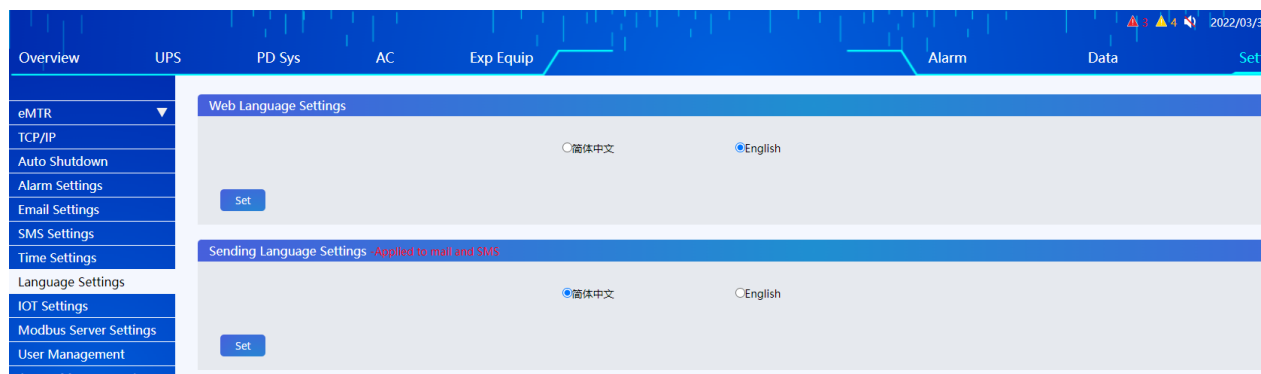 3 4 2022/03/3
Overview UPS PD Sys AC Exp Equip Alarm Data Set
eMTR
TCP/IP
Auto Shutdown
Alarm Settings
Email Settings
SMS Settings
Time Settings
Language Settings
IOT Settings
Modbus Server Settings
User Management
Web Language Settings
简体中文 English
Set
Sending Language Settings -Applied to mail and SMS
简体中文 English
Set